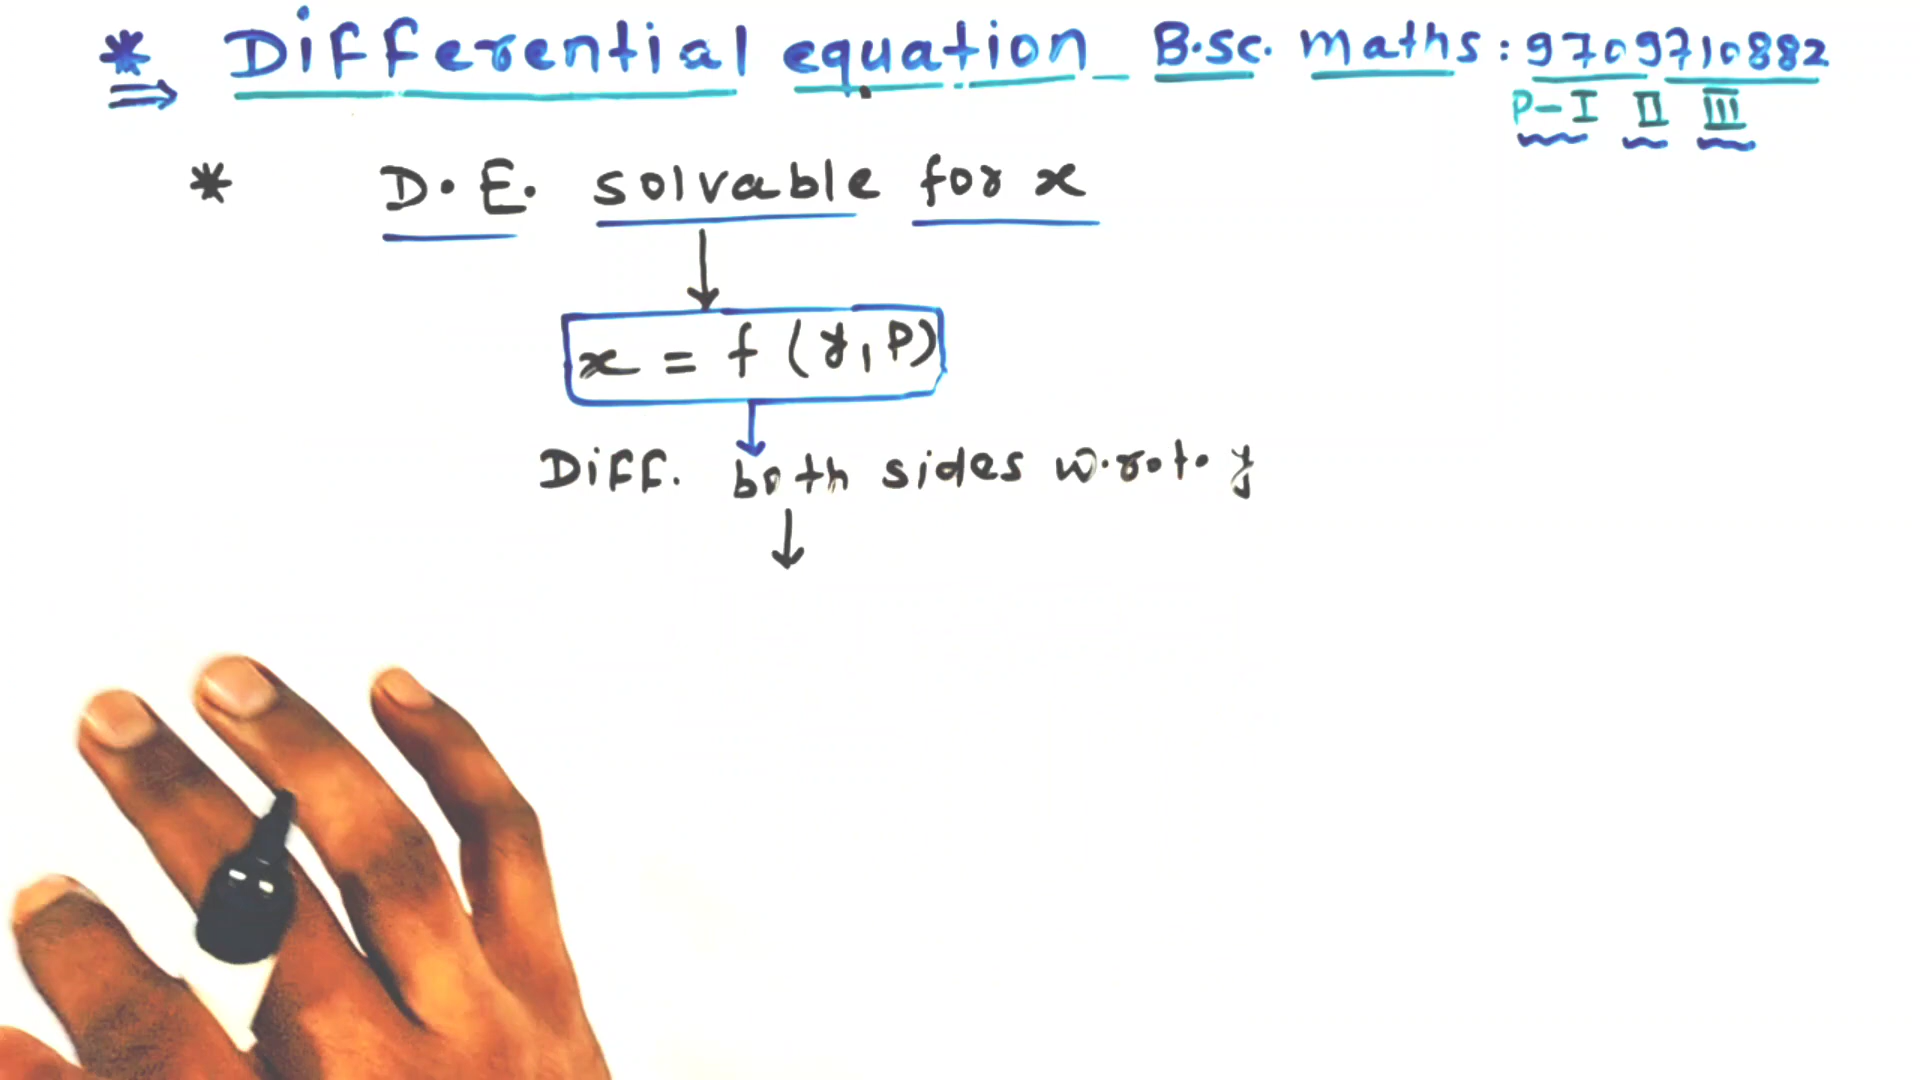 * Differential equation B.sc. maths : 9709710882
⇒ P-I II III
* D.E. solvable for x
↓
x = f (y, P)
↓
Diff. both sides w.r.t. y
↓